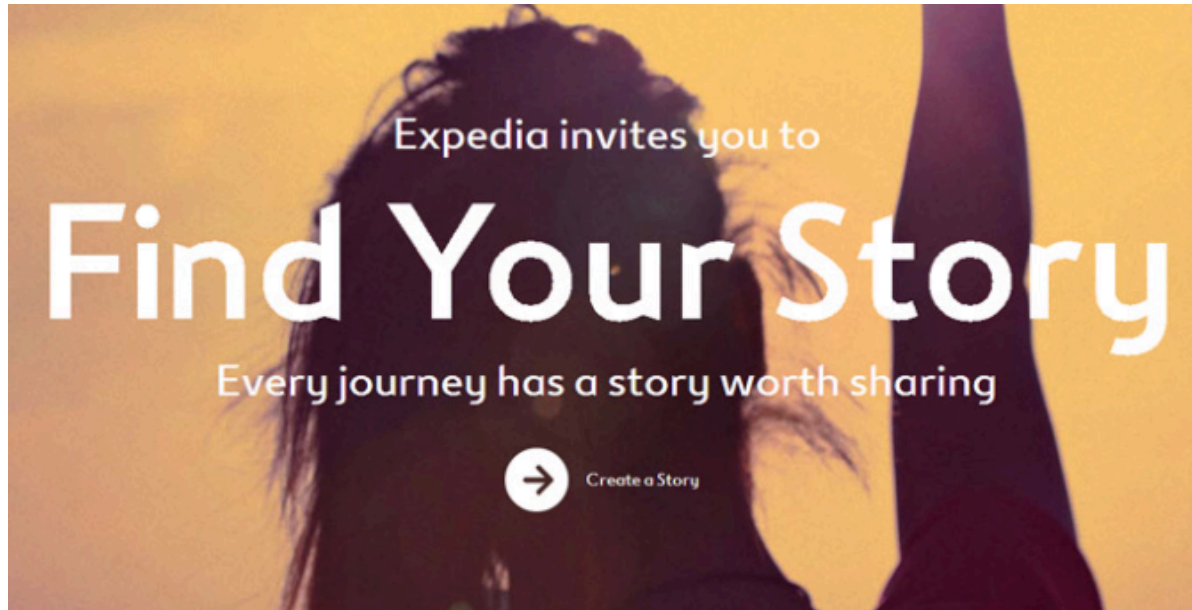 Expedia invites you to
Find Your Story
Every journey has a story worth sharing
Create a Story